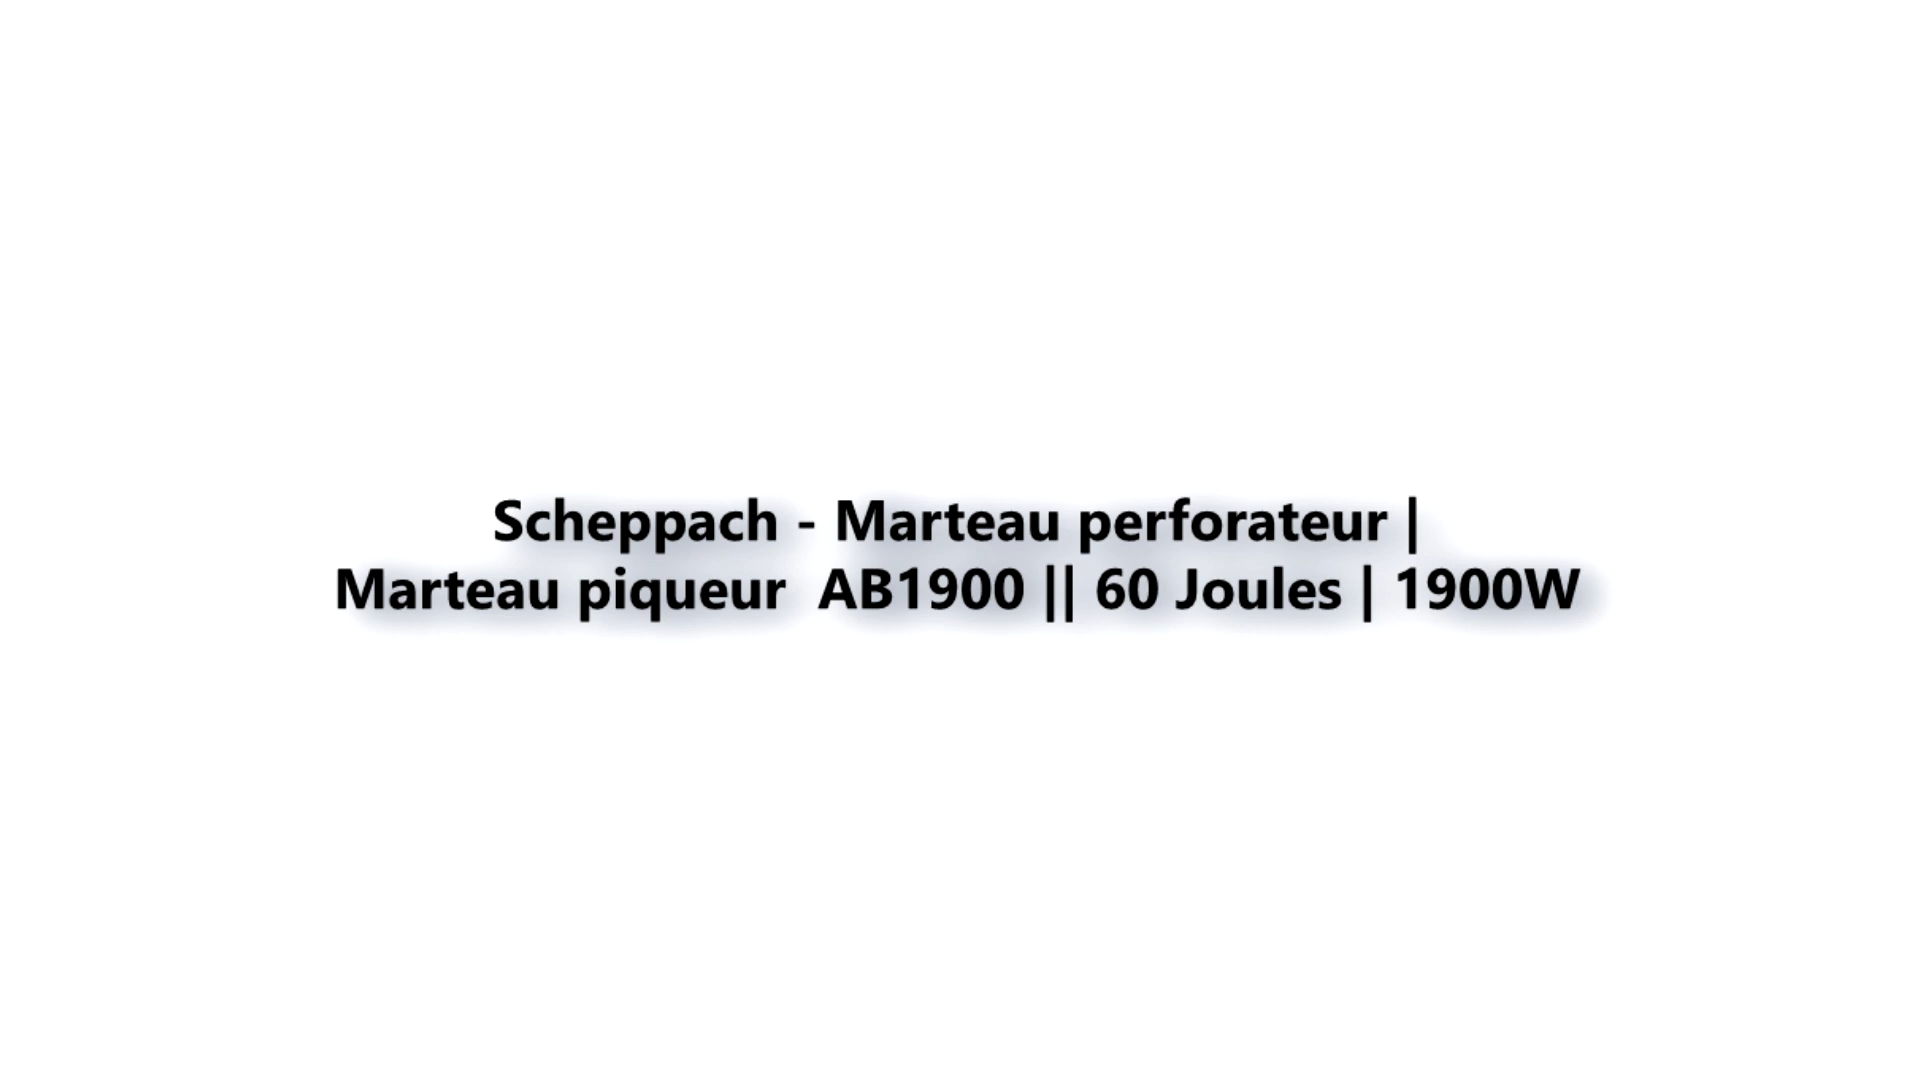 Scheppach - Marteau perforateur |
Marteau piqueur  AB1900 || 60 Joules | 1900W